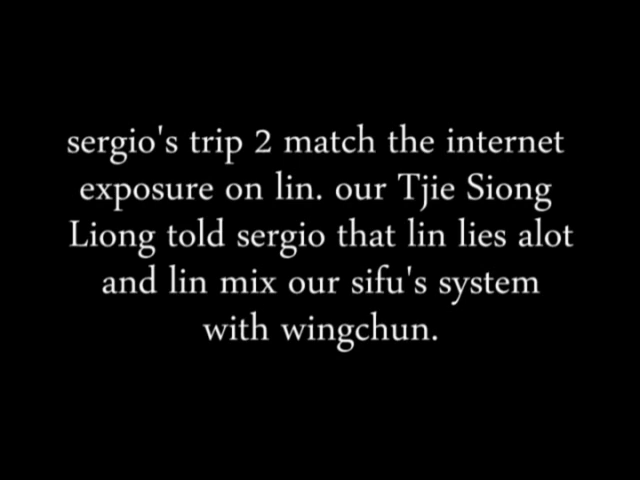 sergio's trip 2 match the internet
exposure on lin. our Tjie Siong
Liong told sergio that lin lies alot
and lin mix our sifu's system
with wingchun.